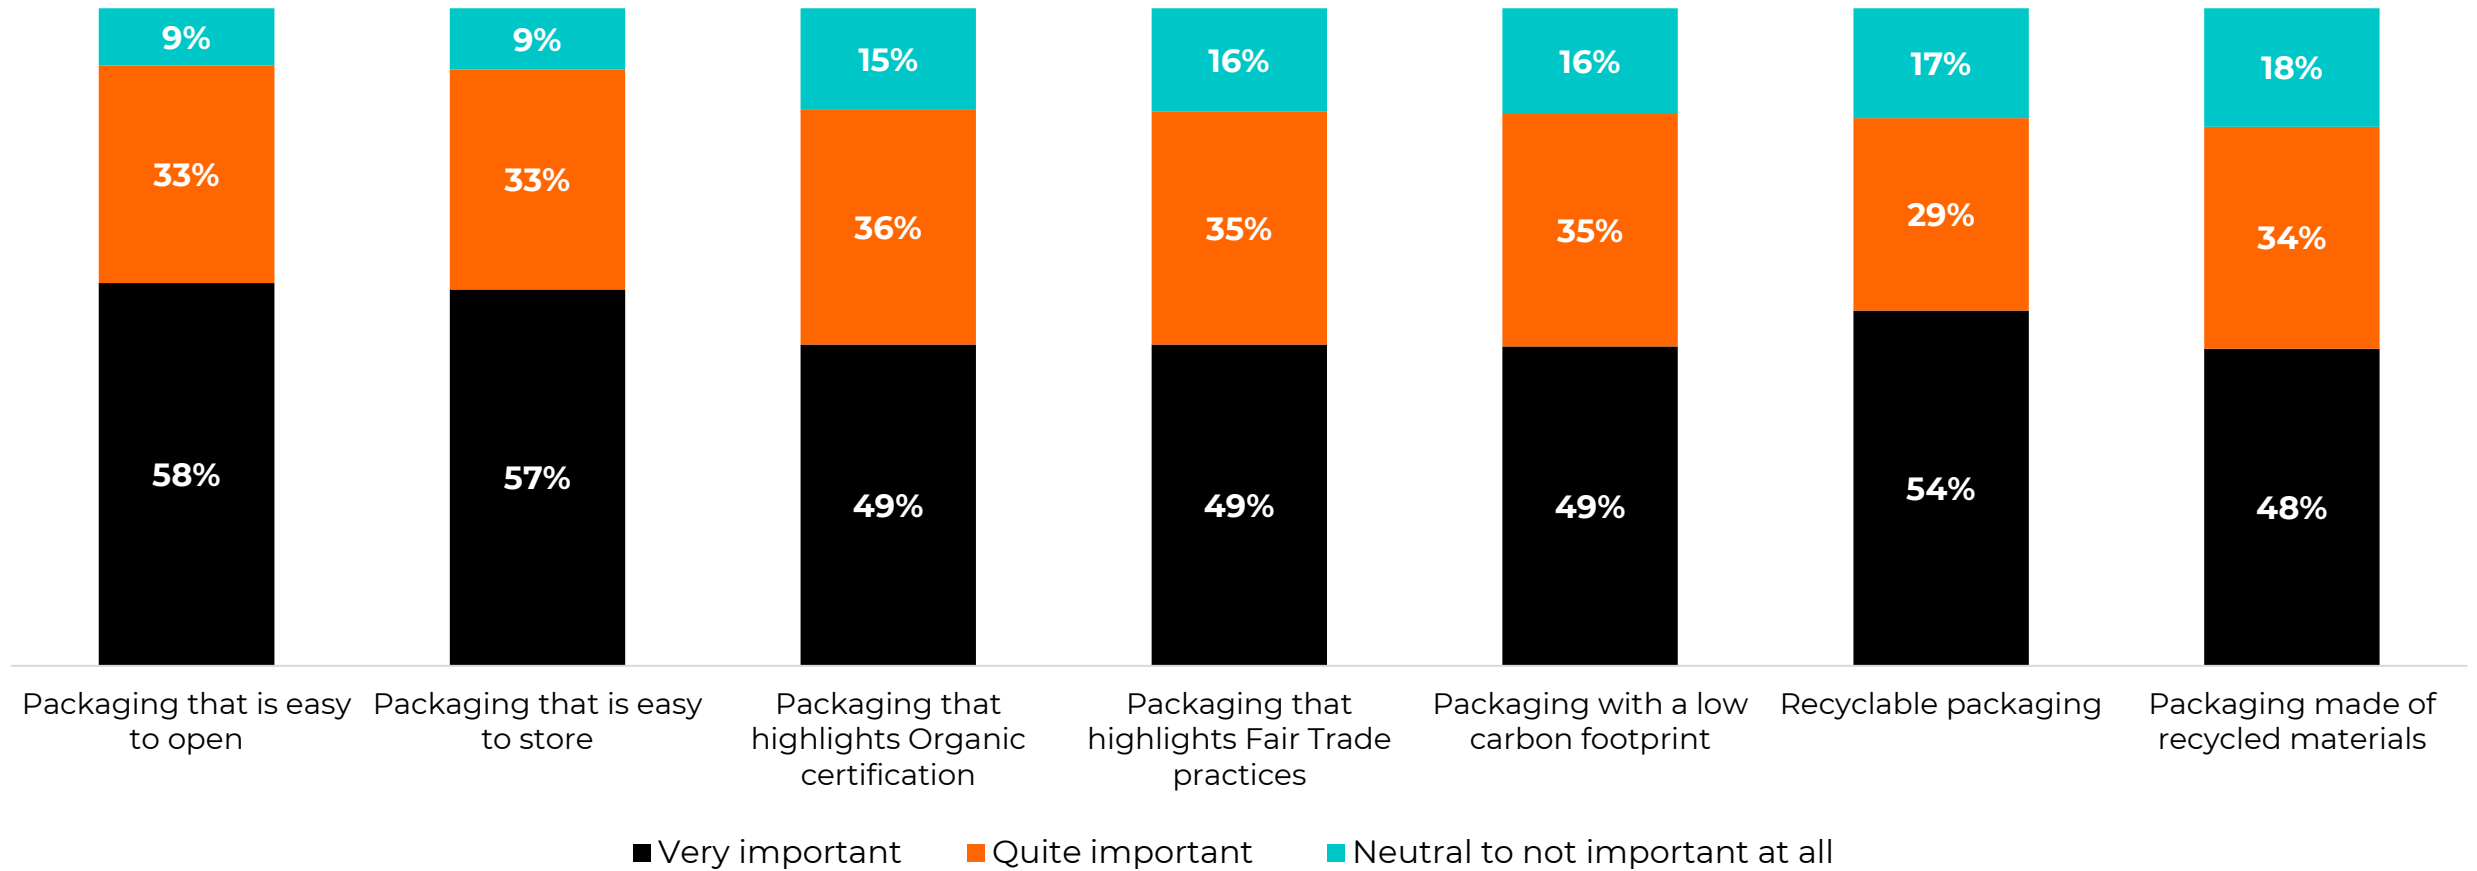 9%
9%
15%
16%
16%
17%
18%
33%
33%
36%
35%
35%
29%
34%
58%
57%
49%
49%
49%
54%
48%
Packaging that is easy
to open
Packaging that is easy
to store
Packaging that
highlights Organic
certification
Packaging that
highlights Fair Trade
practices
Packaging with a low
carbon footprint
Recyclable packaging
Packaging made of
recycled materials
Very important
Quite important
Neutral to not important at all